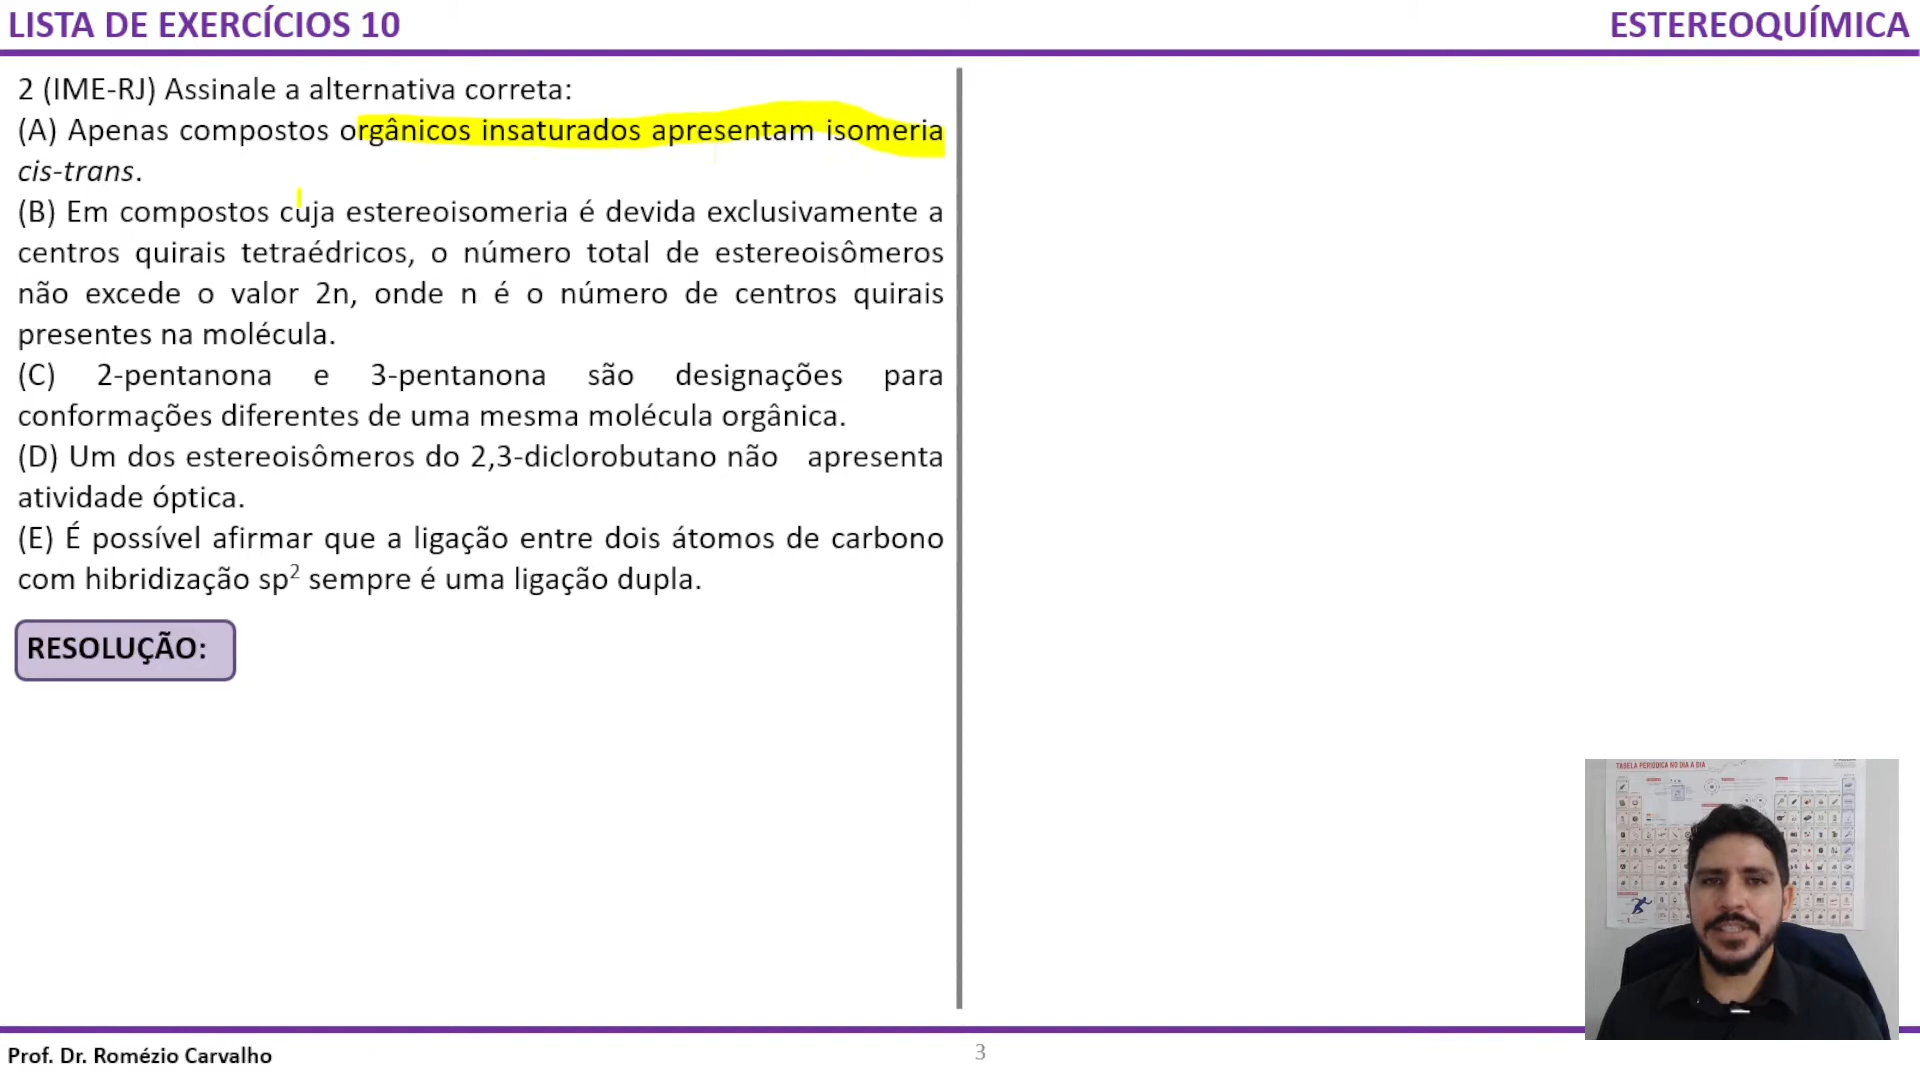 LISTA DE EXERCÍCIOS 10
ESTEREOQUÍMICA
2 (IME-RJ) Assinale a alternativa correta:
(A) Apenas compostos orgânicos insaturados apresentam isomeria
cis-trans.
(B) Em compostos cuja estereoisomeria é devida exclusivamente a
centros quirais tetraédricos, o número total de estereoisômeros
não excede o valor 2n, onde n é o número de centros quirais
presentes na molécula.
(C) 2-pentanona e 3-pentanona são designações para
conformações diferentes de uma mesma molécula orgânica.
(D) Um dos estereoisômeros do 2,3-diclorobutano não apresenta
atividade óptica.
(E) É possível afirmar que a ligação entre dois átomos de carbono
com hibridização sp² sempre é uma ligação dupla.
RESOLUÇÃO:
TABELA PERIÓDICA NO DIA A DIA
Prof. Dr. Romézio Carvalho
3